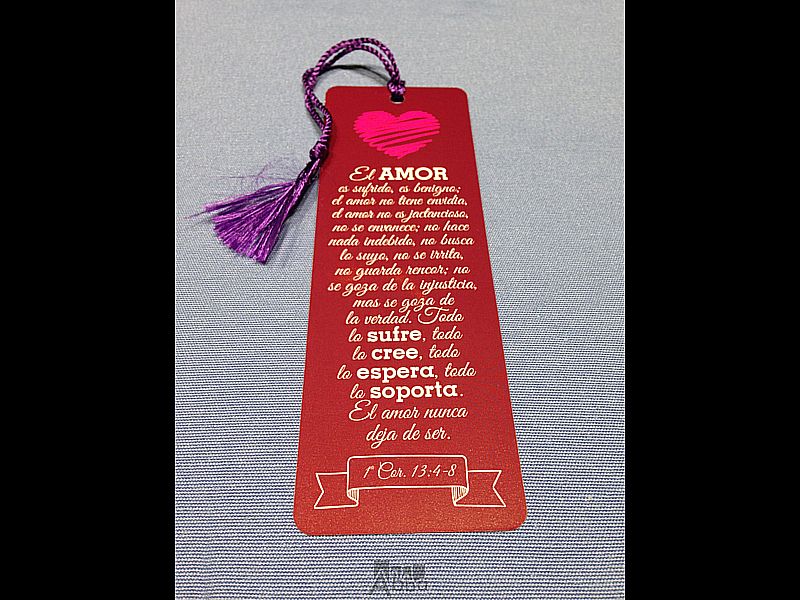 El AMOR
es sufrido, es benigno;
el amor no tiene envidia,
el amor no es jactancioso,
no se envanece; no hace
nada indebido, no busca
lo suyo, no se irrita,
no guarda rencor; no
se goza de la injusticia,
mas se goza de
la verdad. Todo
lo sufre, todo
lo cree, todo
lo espera, todo
lo soporta.
El amor nunca
deja de ser.
1ª Cor. 13:4-8